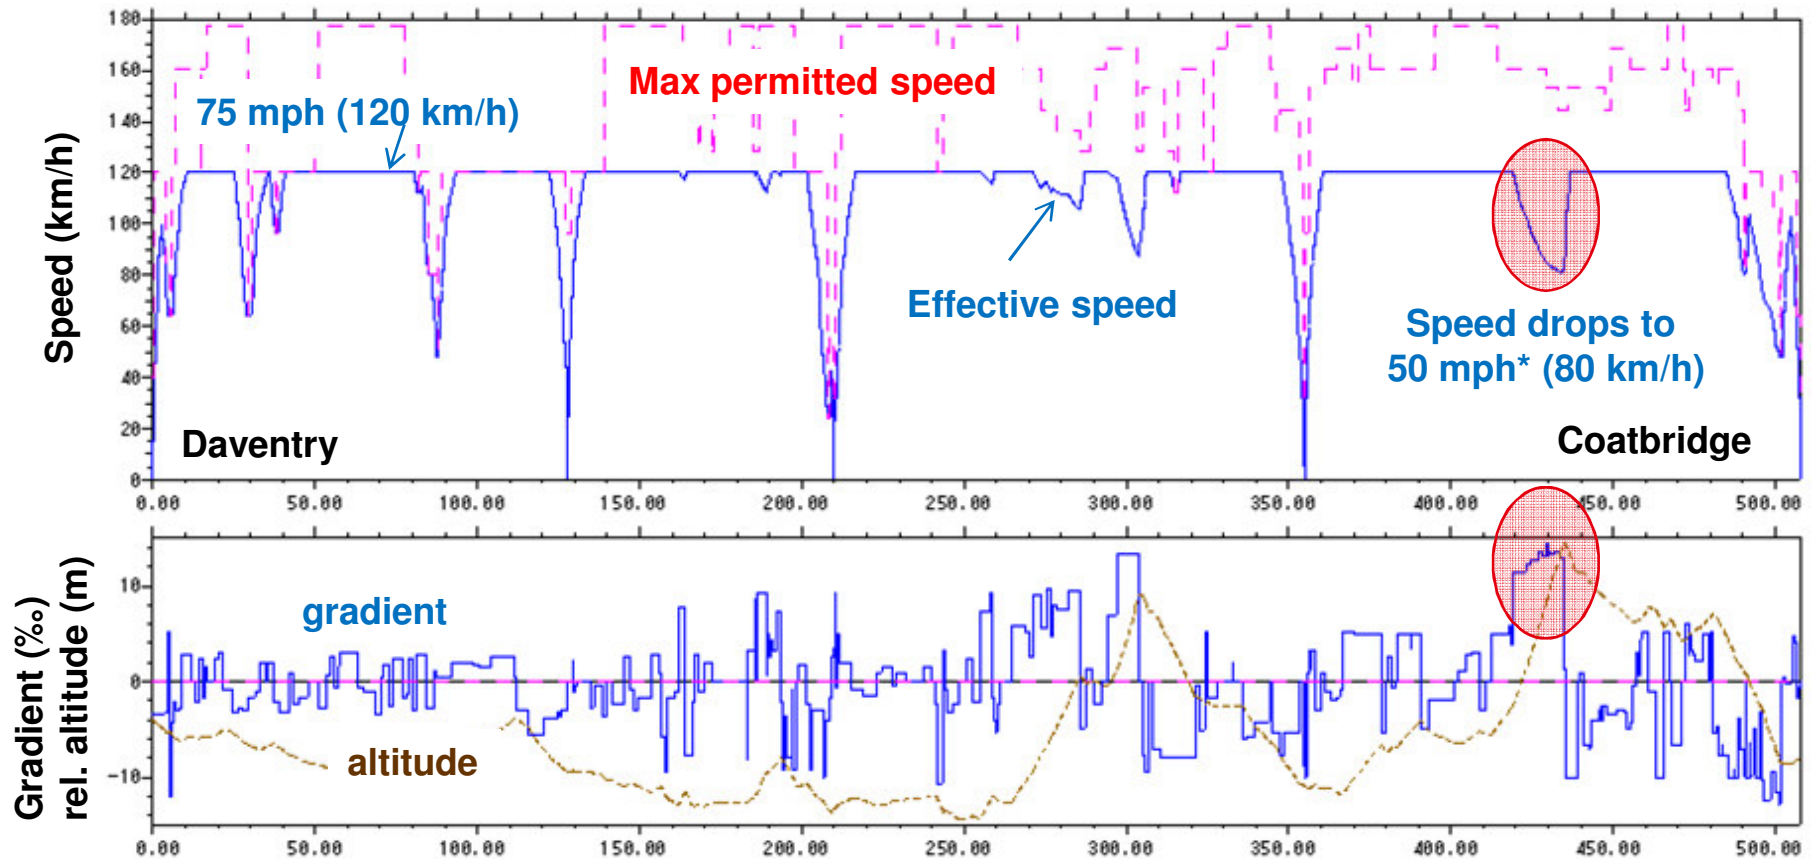 180
160
140
120
100
80
60
40
20
0
Speed (km/h)
Max permitted speed
75 mph (120 km/h)
Effective speed
Speed drops to
50 mph* (80 km/h)
Daventry
Coatbridge
0.00 50.00 100.00 150.00 200.00 250.00 300.00 350.00 400.00 450.00 500.00
Gradient (‰)
rel. altitude (m)
10
0
-10
gradient
altitude
0.00 50.00 100.00 150.00 200.00 250.00 300.00 350.00 400.00 450.00 500.00